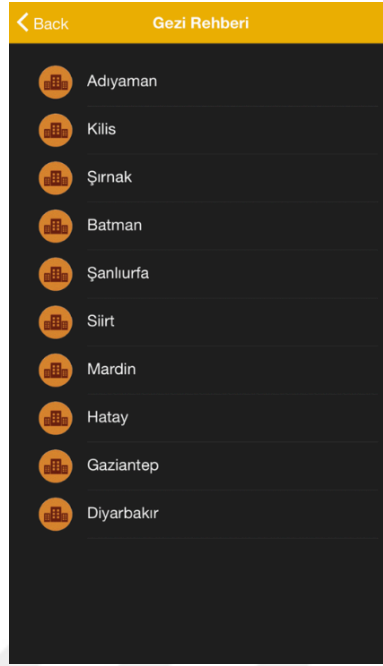 Back
Gezi Rehberi
Adıyaman
Kilis
Şırnak
Batman
Şanlıurfa
Siirt
Mardin
Hatay
Gaziantep
Diyarbakır